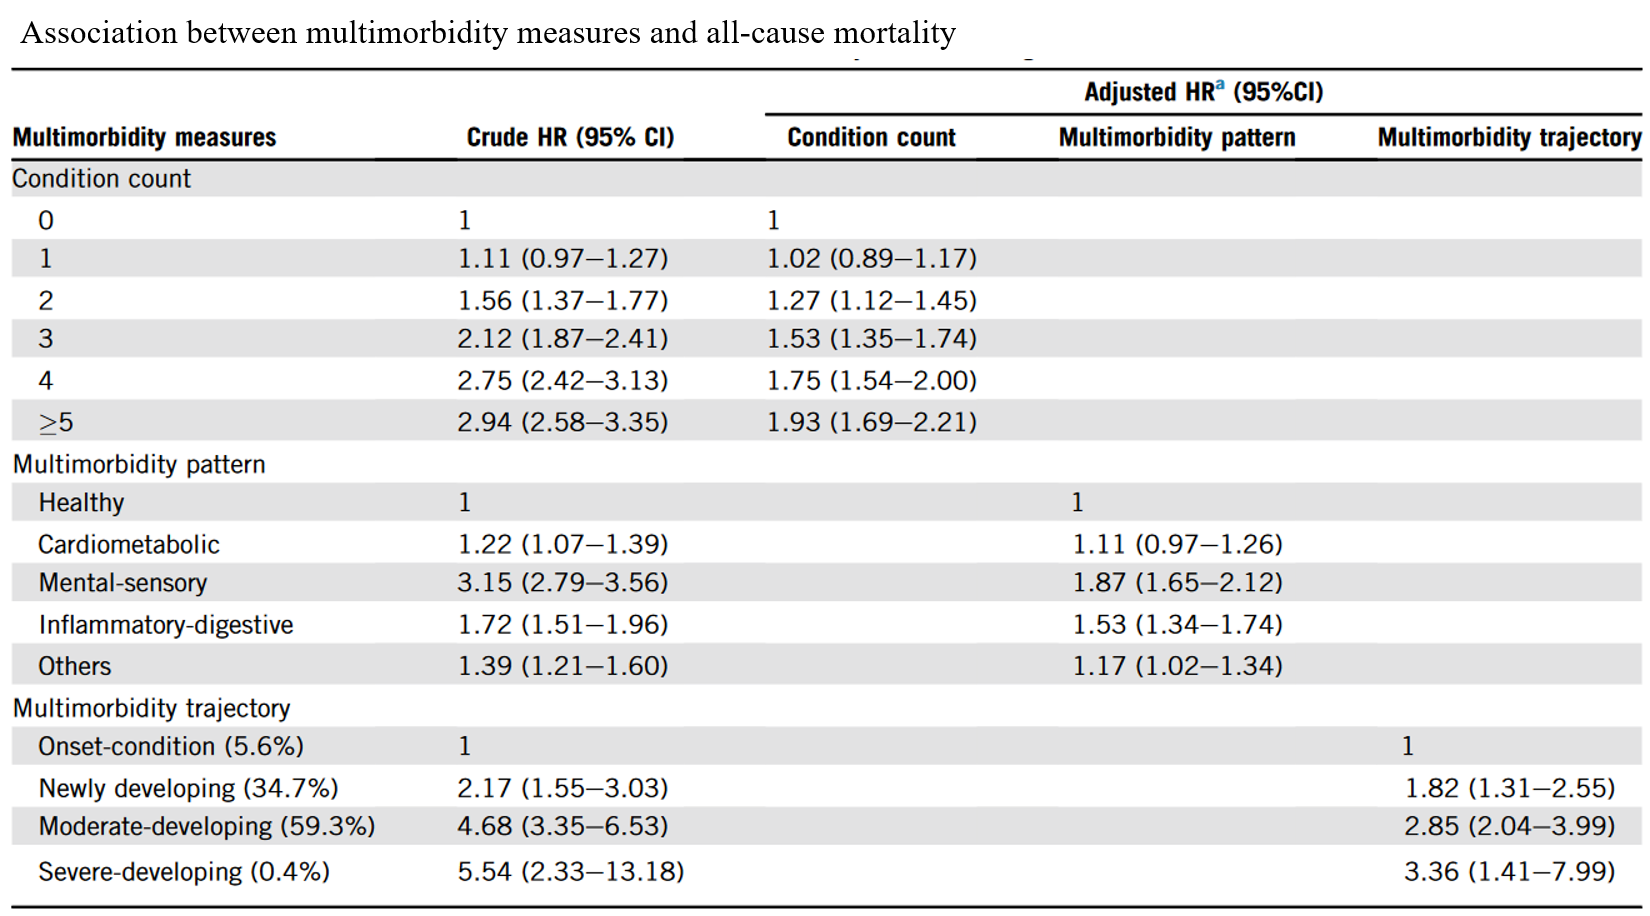 Association between multimorbidity measures and all-cause mortality
Adjusted HRa (95%CI)
Multimorbidity measures Crude HR (95% CI) Condition count Multimorbidity pattern Multimorbidity trajectory
Condition count
0 1 1
1 1.11 (0.97–1.27) 1.02 (0.89–1.17)
2 1.56 (1.37–1.77) 1.27 (1.12–1.45)
3 2.12 (1.87–2.41) 1.53 (1.35–1.74)
4 2.75 (2.42–3.13) 1.75 (1.54–2.00)
≥5 2.94 (2.58–3.35) 1.93 (1.69–2.21)
Multimorbidity pattern
Healthy 1 1
Cardiometabolic 1.22 (1.07–1.39) 1.11 (0.97–1.26)
Mental-sensory 3.15 (2.79–3.56) 1.87 (1.65–2.12)
Inflammatory-digestive 1.72 (1.51–1.96) 1.53 (1.34–1.74)
Others 1.39 (1.21–1.60) 1.17 (1.02–1.34)
Multimorbidity trajectory
Onset-condition (5.6%) 1 1
Newly developing (34.7%) 2.17 (1.55–3.03) 1.82 (1.31–2.55)
Moderate-developing (59.3%) 4.68 (3.35–6.53) 2.85 (2.04–3.99)
Severe-developing (0.4%) 5.54 (2.33–13.18) 3.36 (1.41–7.99)